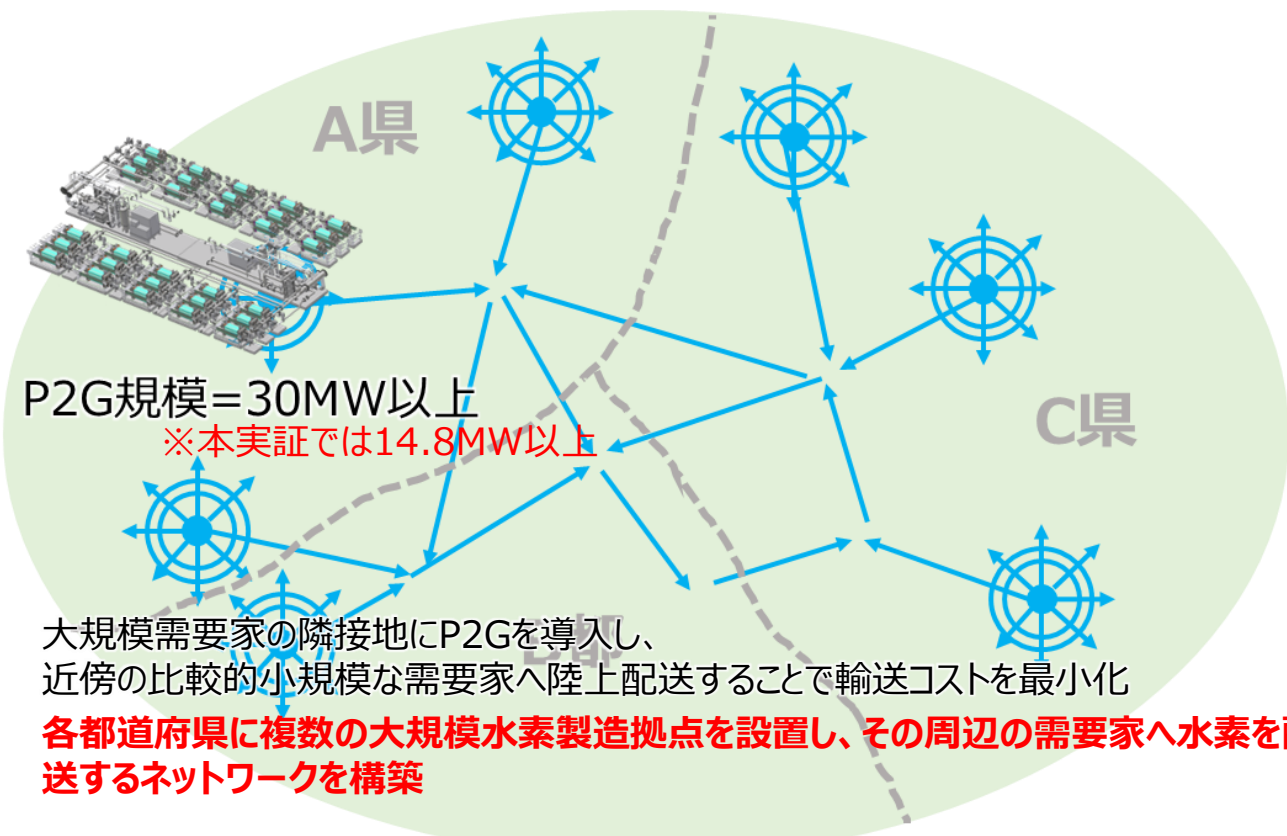 A県
P2G規模=30MW以上
※本実証では14.8MW以上
C県
都
大規模需要家の隣接地にP2Gを導入し、
近傍の比較的小規模な需要家へ陸上配送することで輸送コストを最小化
各都道府県に複数の大規模水素製造拠点を設置し、その周辺の需要家へ水素を配
送するネットワークを構築